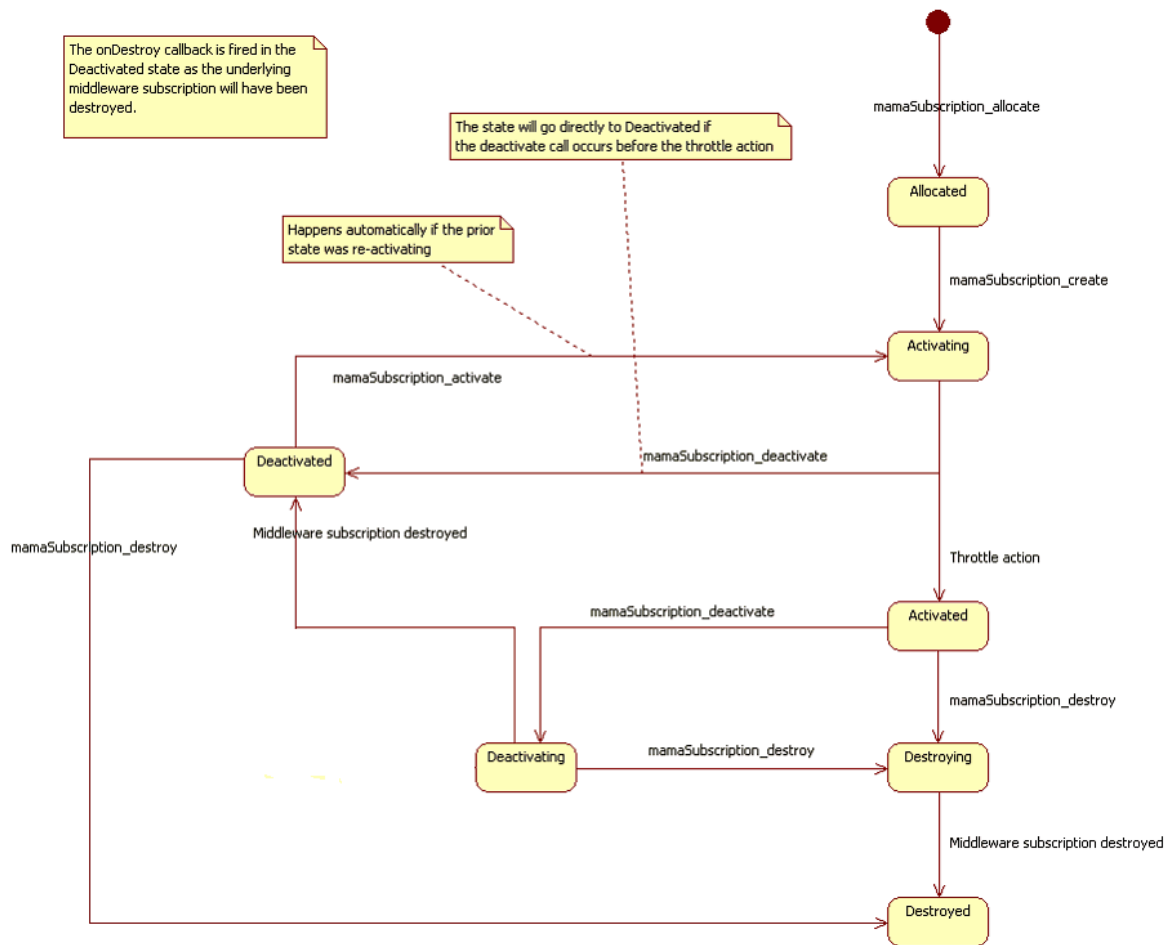 The onDestroy callback is fired in the
Deactivated state as the underlying
middleware subscription will have been
destroyed.
mamaSubscription_allocate
The state will go directly to Deactivated if
the deactivate call occurs before the throttle action
Allocated
Happens automatically if the prior
state was re-activating
mamaSubscription_create
Activating
mamaSubscription_activate
mamaSubscription_deactivate
Deactivated
Middleware subscription destroyed
mamaSubscription_destroy
Throttle action
mamaSubscription_deactivate
Activated
mamaSubscription_destroy
mamaSubscription_destroy
Deactivating
Destroying
Middleware subscription destroyed
Destroyed